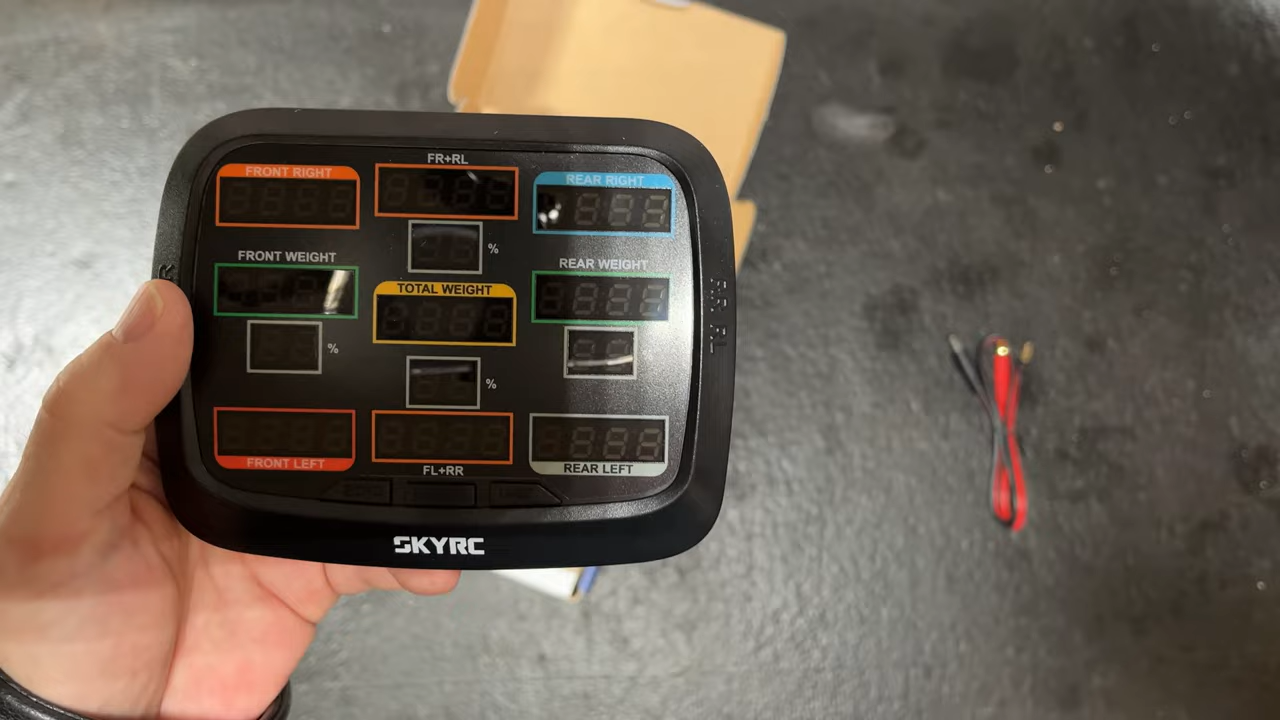 FRONT RIGHT
FR+RL
REAR RIGHT
%
FRONT WEIGHT
REAR WEIGHT
TOTAL WEIGHT
%
%
FRONT LEFT
FL+RR
REAR LEFT
SKYRC